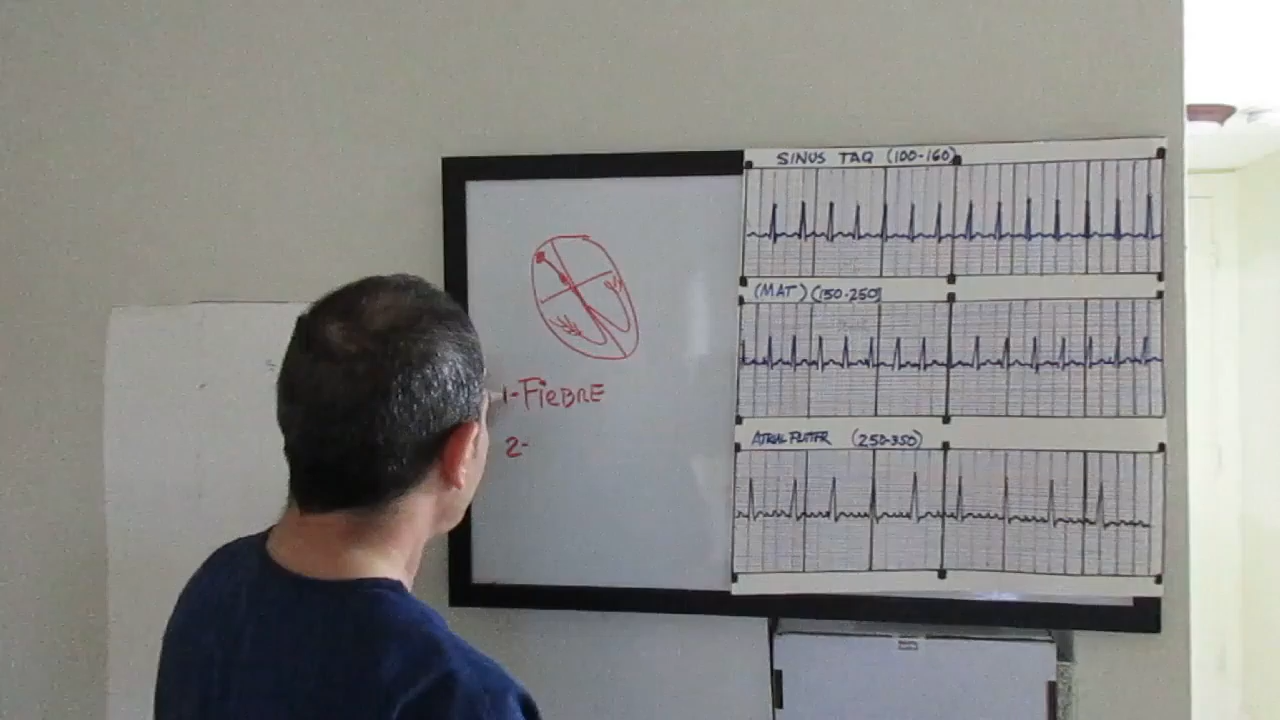 1-FiEBRE
2-
SINUS TAQ (100-160)
(MAT) (150-250)
ATRIAL FLUTTER (250-350)